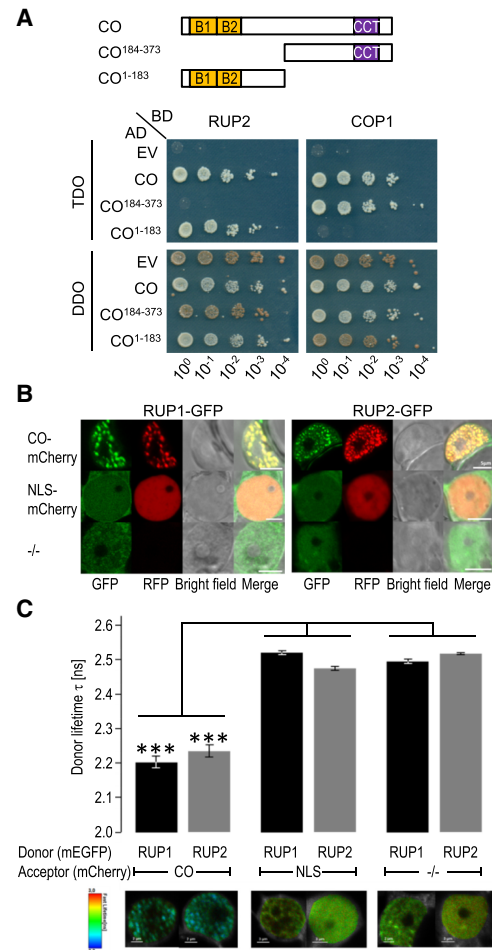 A
CO B1 B2 CCT
CO184-373 CCT
CO1-183 B1 B2
BD
AD
RUP2 COP1
TDO
EV
CO
CO184-373
CO1-183
DDO
EV
CO
CO184-373
CO1-183
10⁰ 10⁻¹ 10⁻² 10⁻³ 10⁻⁴ 10⁰ 10⁻¹ 10⁻² 10⁻³ 10⁻⁴
B
RUP1-GFP RUP2-GFP
CO-
mCherry
NLS-
mCherry
-/-
GFP RFP Bright field Merge GFP RFP Bright field Merge
C
Donor lifetime τ [ns]
2.6
2.5
2.4
2.3
2.2
2.1
2.0
*** ***
Donor (mEGFP) RUP1 RUP2 RUP1 RUP2 RUP1 RUP2
Acceptor (mCherry) CO NLS -/-